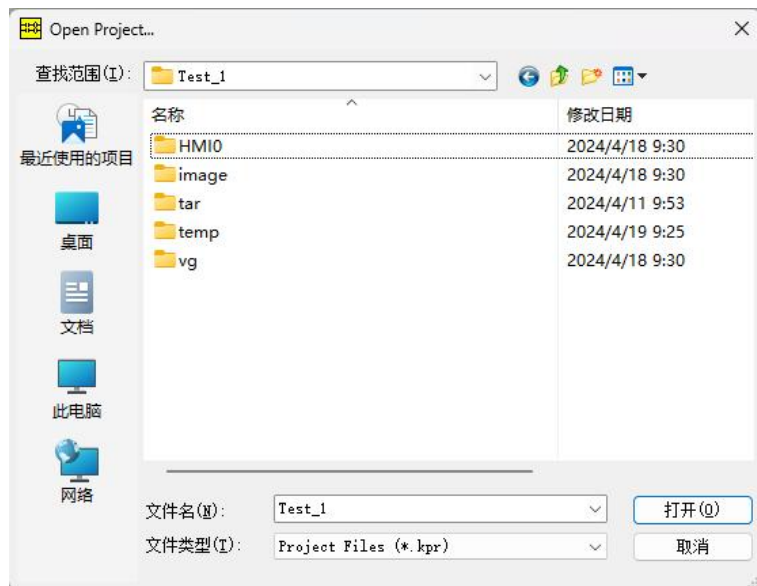 Open Project...
查找范围(I):
Test_1
名称
修改日期
HMI0
2024/4/18 9:30
image
2024/4/18 9:30
tar
2024/4/11 9:53
temp
2024/4/19 9:25
vg
2024/4/18 9:30
最近使用的项目
桌面
文档
此电脑
网络
文件名(N):
Test_1
打开(O)
文件类型(T):
Project Files (*.kpr)
取消